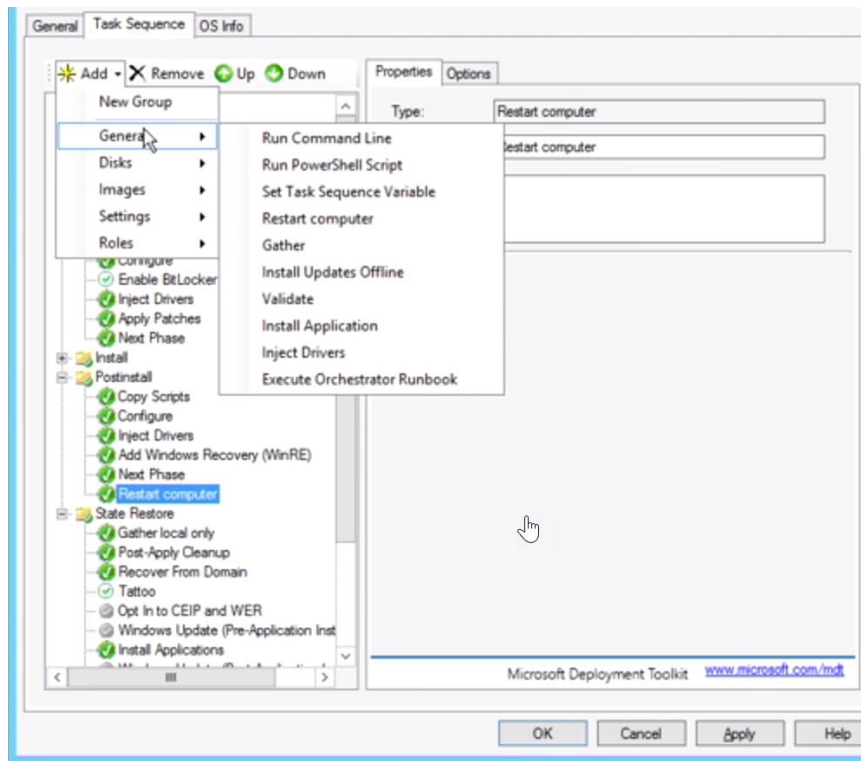 General Task Sequence OS Info
Add Remove Up Down
Properties Options
New Group
General
Disks
Images
Settings
Roles
Run Command Line
Run PowerShell Script
Set Task Sequence Variable
Restart computer
Gather
Install Updates Offline
Validate
Install Application
Inject Drivers
Execute Orchestrator Runbook
Type: Restart computer
Restart computer
Configure
Enable BitLocker
Inject Drivers
Apply Patches
Next Phase
Install
Postinstall
Copy Scripts
Configure
Inject Drivers
Add Windows Recovery (WinRE)
Next Phase
Restart computer
State Restore
Gather local only
Post-Apply Cleanup
Recover From Domain
Tattoo
Opt In to CEIP and WER
Windows Update (Pre-Application Inst
Install Applications
Microsoft Deployment Toolkit www.microsoft.com/mdt
OK Cancel Apply Help